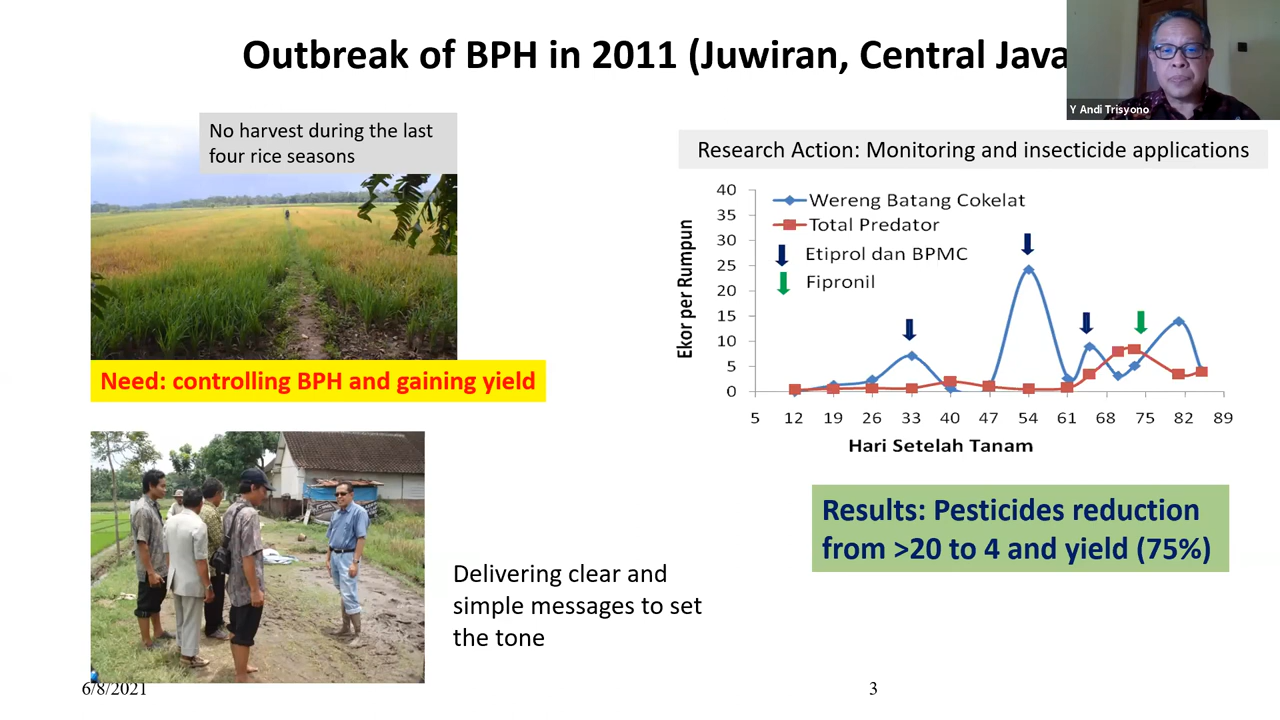 Outbreak of BPH in 2011 (Juwiran, Central Java
Y Andi Trisyono
No harvest during the last
four rice seasons
Need: controlling BPH and gaining yield
Delivering clear and
simple messages to set
the tone
Research Action: Monitoring and insecticide applications
Ekor per Rumpun
40
35
30
25
20
15
10
5
0
Wereng Batang Cokelat
Total Predator
Etiprol dan BPMC
Fipronil
5 12 19 26 33 40 47 54 61 68 75 82 89
Hari Setelah Tanam
Results: Pesticides reduction
from >20 to 4 and yield (75%)
6/8/2021
3